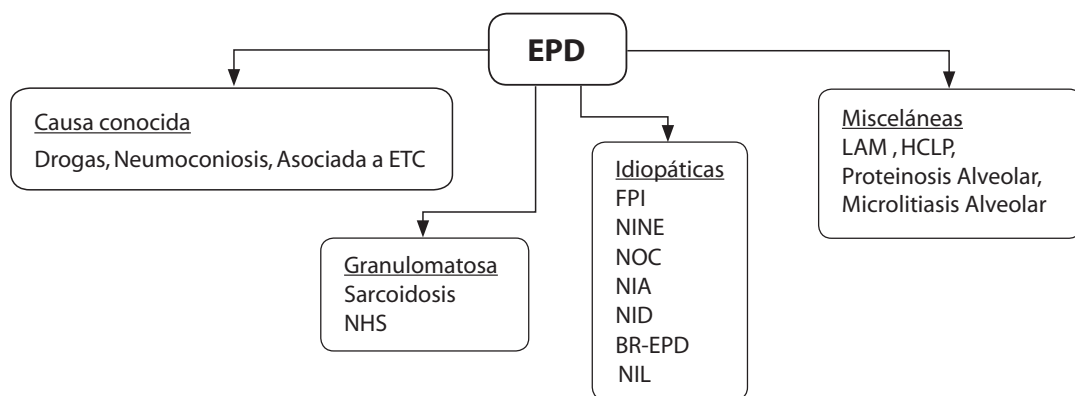 EPD
Causa conocida
Drogas, Neumoconiosis, Asociada a ETC
Granulomatosa
Sarcoidosis
NHS
Idiopáticas
FPI
NINE
NOC
NIA
NID
BR-EPD
NIL
Misceláneas
LAM , HCLP,
Proteinosis Alveolar,
Microlitiasis Alveolar